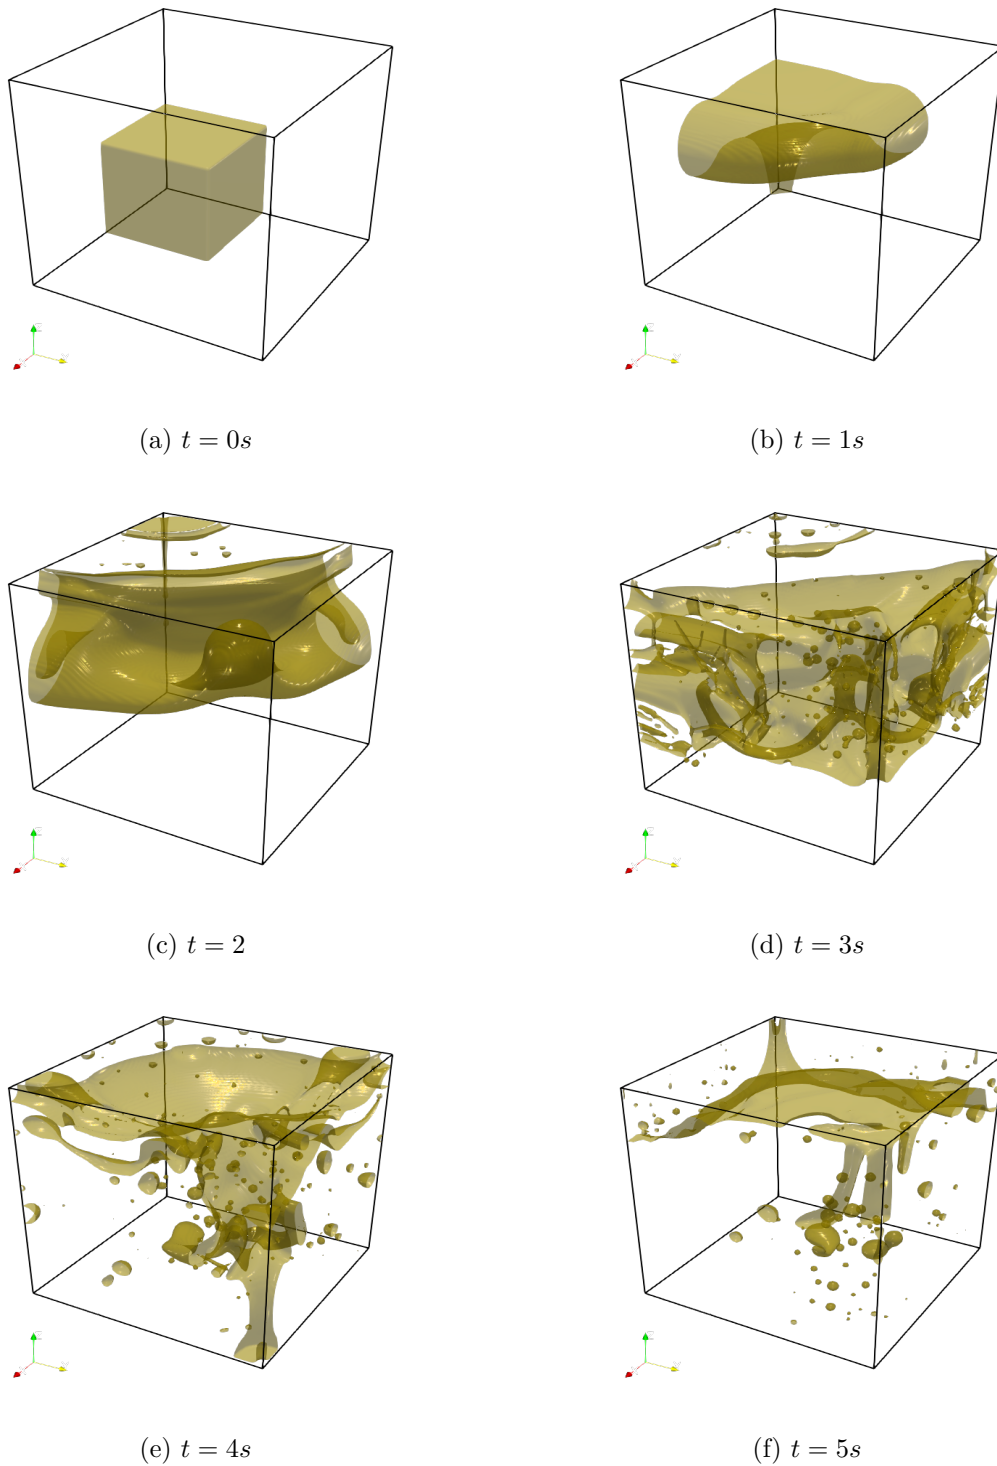 (a) t = 0s
(b) t = 1s
(c) t = 2
(d) t = 3s
(e) t = 4s
(f) t = 5s